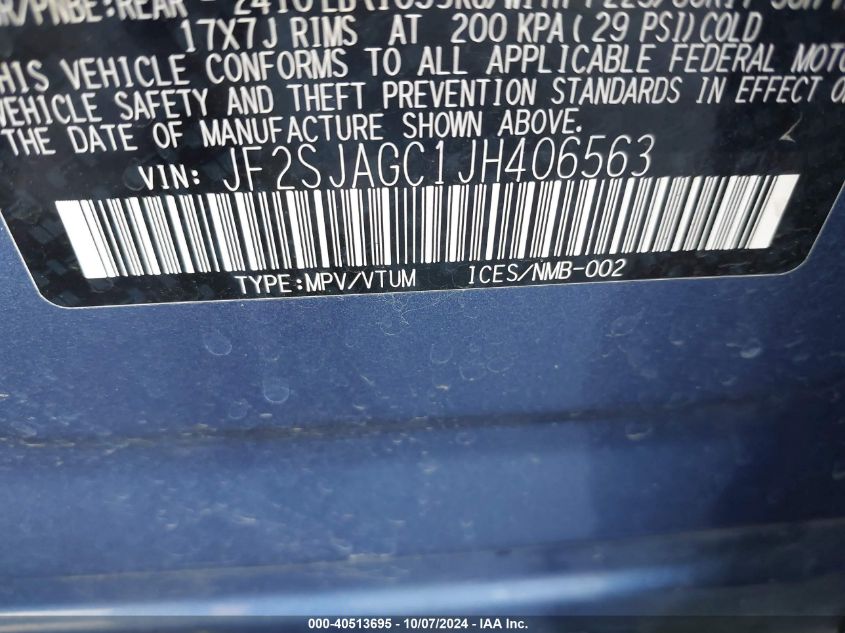 17X7J RIMS AT 200 KPA(29 PSI)COLD
THIS VEHICLE CONFORMS TO ALL APPLICABLE FEDERAL MOTO
VEHICLE SAFETY AND THEFT PREVENTION STANDARDS IN EFFECT O
THE DATE OF MANUFACTURE SHOWN ABOVE.
VIN: JF2SJAGC1JH406563
TYPE:MPV/VTUM ICES/NMB-002
000-40513695 - 10/07/2024 - IAA Inc.